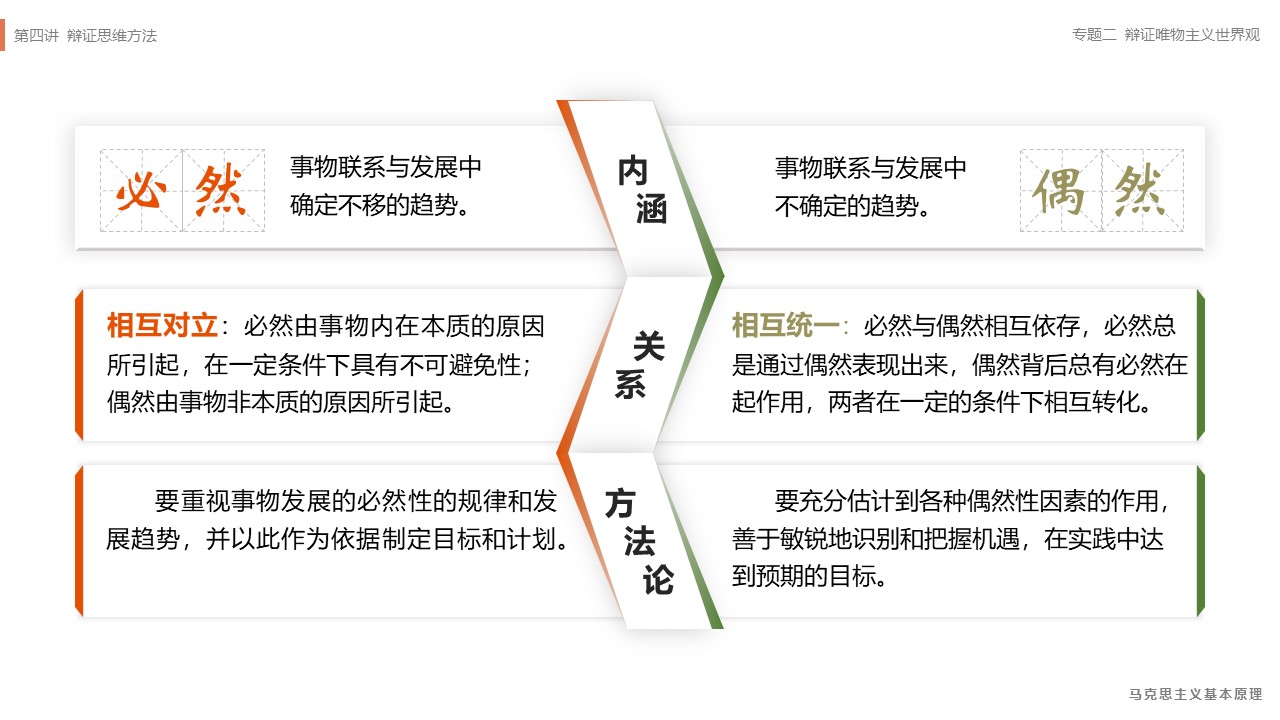 第四讲 辩证思维方法
专题二 辩证唯物主义世界观
必然
事物联系与发展中
确定不移的趋势。
内
涵
事物联系与发展中
不确定的趋势。
偶然
相互对立：必然由事物内在本质的原因
所引起，在一定条件下具有不可避免性；
偶然由事物非本质的原因所引起。
关
系
相互统一：必然与偶然相互依存，必然总
是通过偶然表现出来，偶然背后总有必然在
起作用，两者在一定的条件下相互转化。
要重视事物发展的必然性的规律和发
展趋势，并以此作为依据制定目标和计划。
方
法
论
要充分估计到各种偶然性因素的作用，
善于敏锐地识别和把握机遇，在实践中达
到预期的目标。
马克思主义基本原理